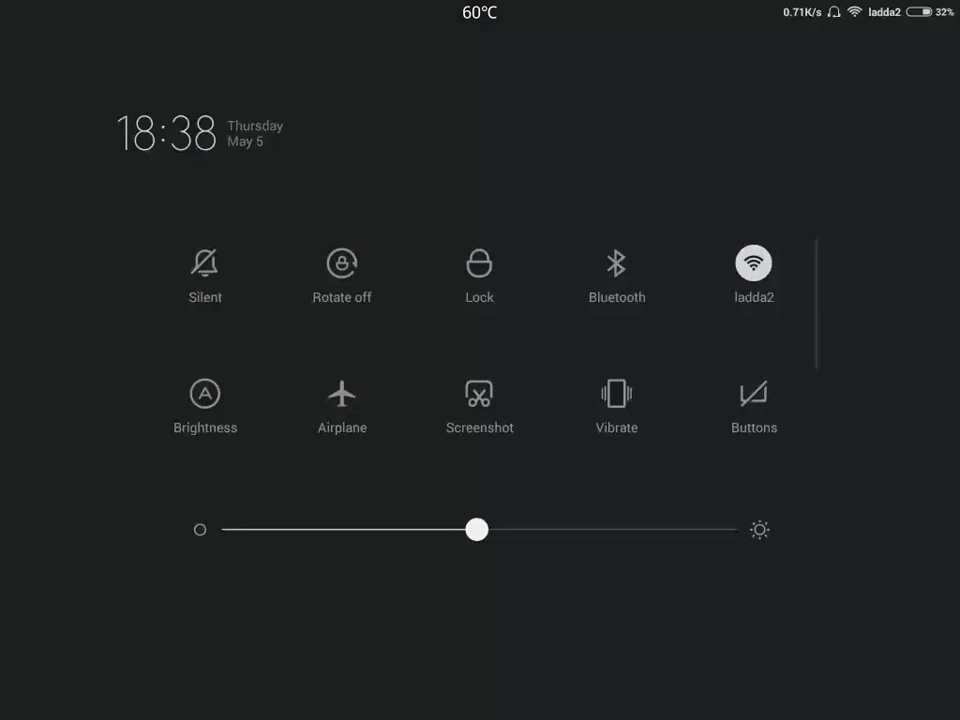 60℃
0.71K/s ladda2 32%
18:38
Thursday
May 5
Silent Rotate off Lock Bluetooth ladda2
A
Brightness Airplane Screenshot Vibrate Buttons